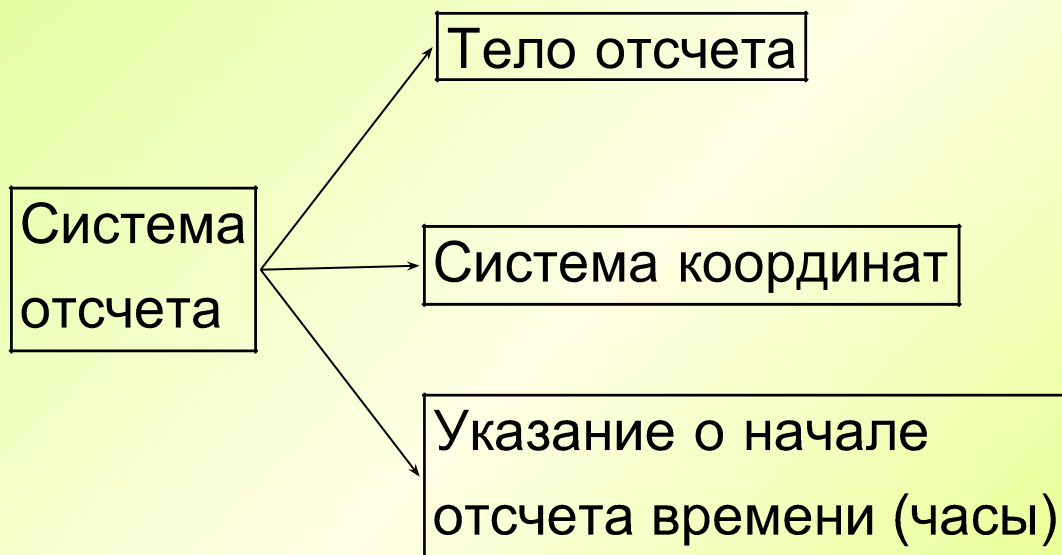 Тело отсчета
Система
отсчета
Система координат
Указание о начале
отсчета времени (часы)